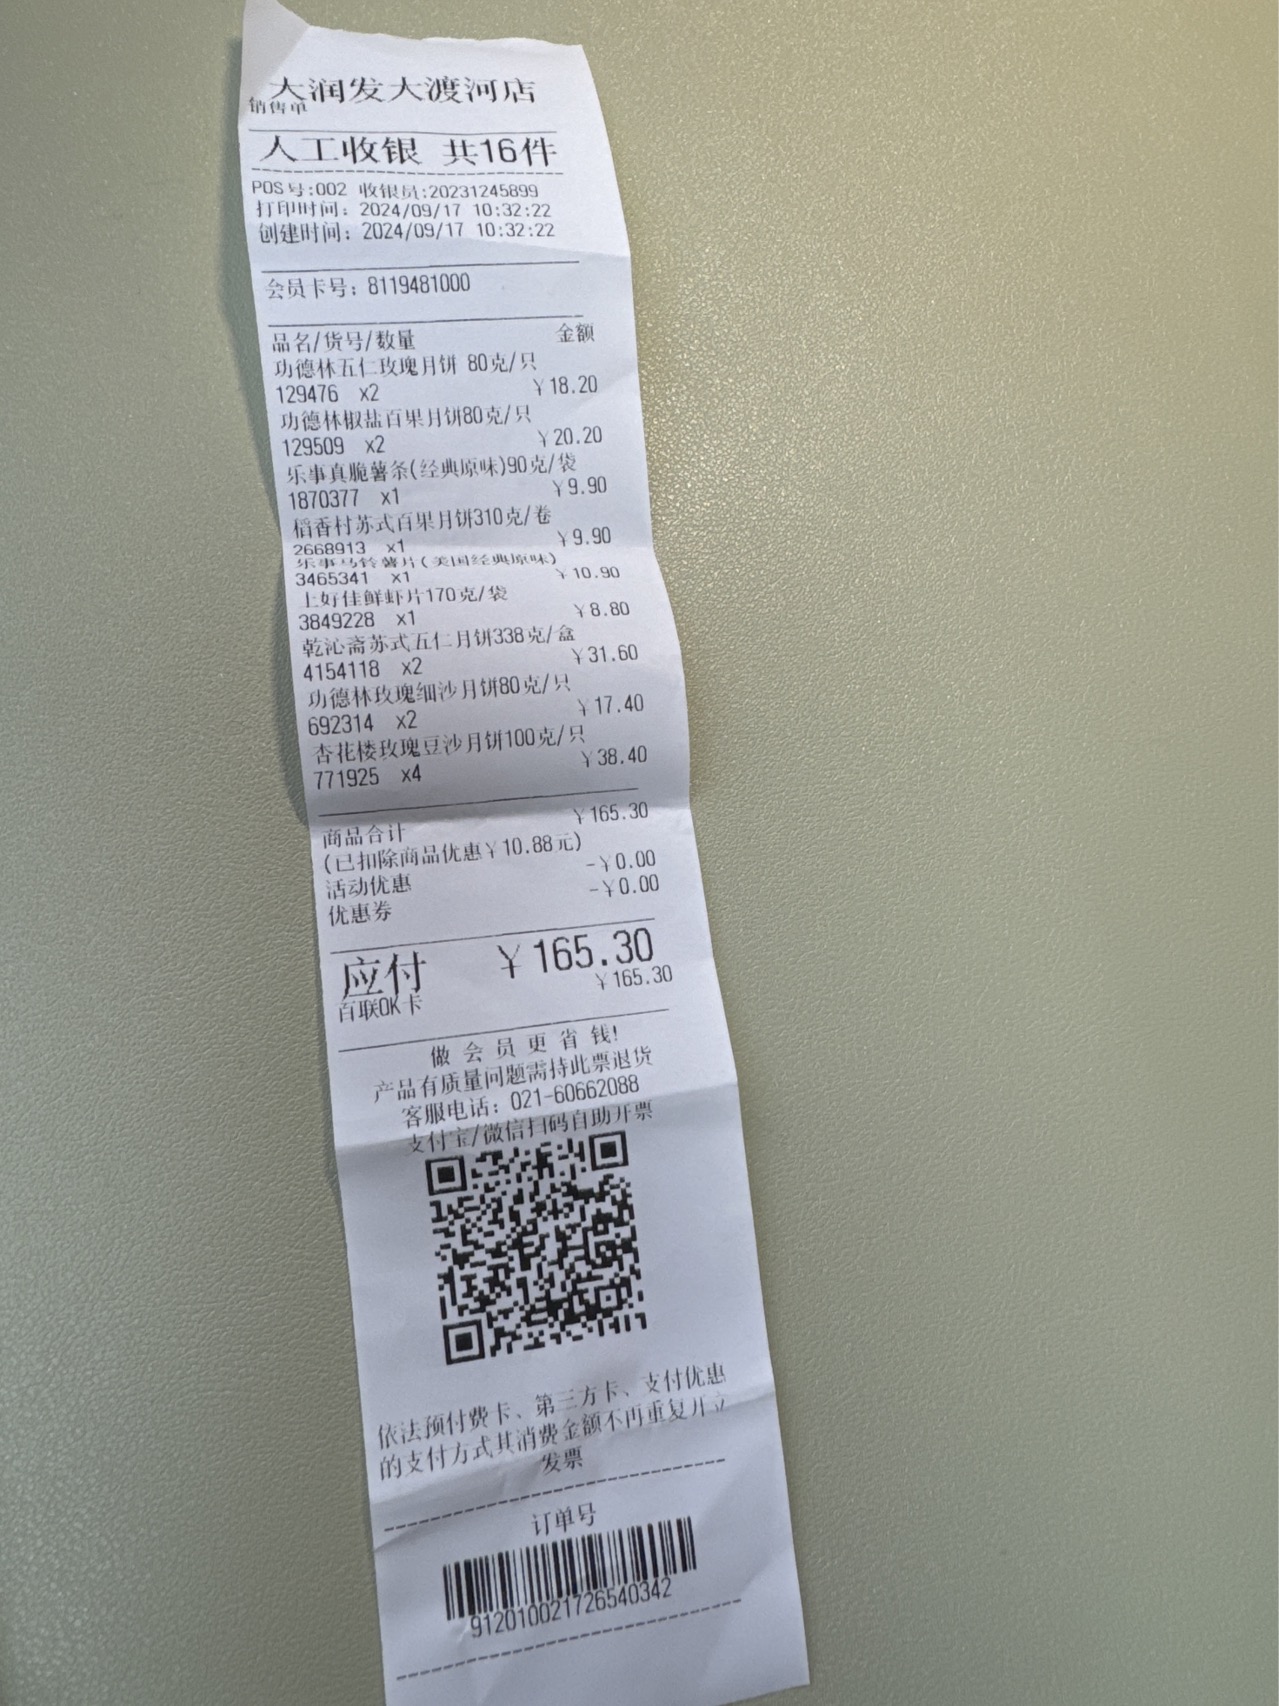 大润发大渡河店
销售单
人工收银 共16件
POS号:002 收银员:20231245899
打印时间: 2024/09/17 10:32:22
创建时间: 2024/09/17 10:32:22
会员卡号: 8119481000
品名/货号/数量 金额
功德林五仁玫瑰月饼 80克/只
129476 x2 ¥18.20
功德林椒盐百果月饼80克/只
129509 x2 ¥20.20
乐事真脆薯条(经典原味)90克/袋
1870377 x1 ¥9.90
稻香村苏式百果月饼310克/卷
2668913 x1 ¥9.90
乐事马铃薯片(美国经典原味)
3465341 x1 ¥10.90
上好佳鲜虾片170克/袋
3849228 x1 ¥8.80
乾沁斋苏式五仁月饼338克/盒
4154118 x2 ¥31.60
功德林玫瑰细沙月饼80克/只
692314 x2 ¥17.40
杏花楼玫瑰豆沙月饼100克/只
771925 x4 ¥38.40
商品合计 ¥165.30
(已扣除商品优惠¥10.88元)
活动优惠 -¥0.00
优惠券 -¥0.00
应付 ¥165.30
百联OK卡 ¥165.30
做 会 员 更 省 钱!
产品有质量问题需持此票退货
客服电话: 021-60662088
支付宝/微信扫码自助开票
依法预付费卡、第三方卡、支付优惠
的支付方式其消费金额不再重复开立
发票
订单号
912010021726540342